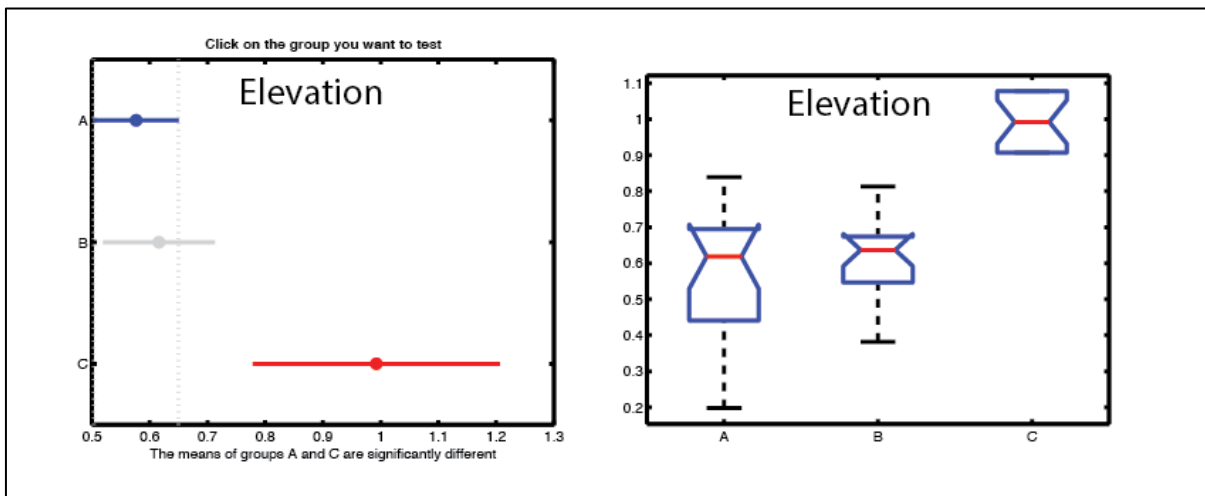 Click on the group you want to test
Elevation
A
B
C
0.5 0.6 0.7 0.8 0.9 1 1.1 1.2 1.3
The means of groups A and C are significantly different
Elevation
1.1
1
0.9
0.8
0.7
0.6
0.5
0.4
0.3
0.2
A B C